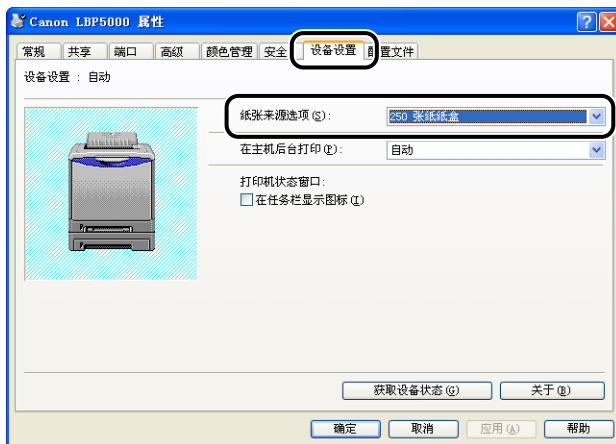 Canon LBP5000 属性
常规 共享 端口 高级 颜色管理 安全 设备设置 配置文件
设备设置 : 自动
纸张来源选项(S):
250 张纸纸盒
在主机后台打印(P):
自动
打印机状态窗口:
在任务栏显示图标(I)
获取设备状态(G) 关于(B)
确定 取消 应用(A) 帮助